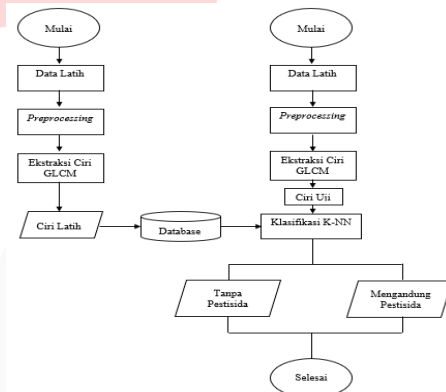 Mulai
Data Latih
Preprocessing
Ekstraksi Ciri
GLCM
Ciri Latih
Database
Mulai
Data Latih
Preprocessing
Ekstraksi Ciri
GLCM
Ciri Uji
Klasifikasi K-NN
Tanpa
Pestisida
Mengandung
Pestisida
Selesai